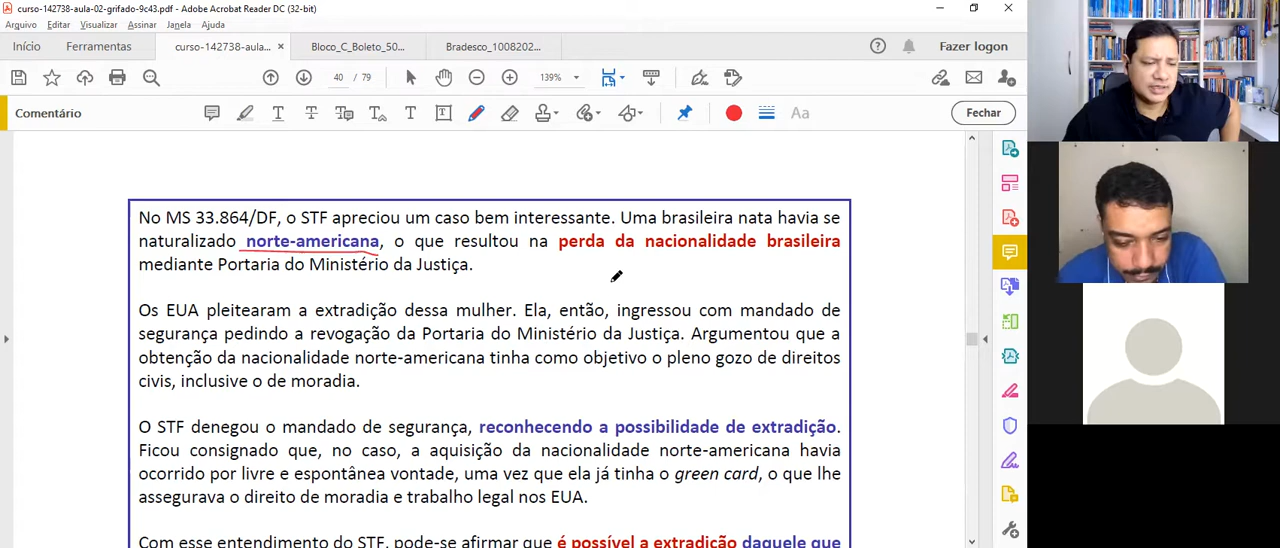 curso-142738-aula-02-grifado-9c43.pdf - Adobe Acrobat Reader DC (32-bit)
Arquivo Editar Visualizar Assinar Janela Ajuda
Início Ferramentas curso-142738-aula... × Bloco_C_Boleto_50... Bradesco_1008202... Fazer logon
40 / 79 139%
Comentário Aa Fechar
No MS 33.864/DF, o STF apreciou um caso bem interessante. Uma brasileira nata havia se
naturalizado norte-americana, o que resultou na perda da nacionalidade brasileira
mediante Portaria do Ministério da Justiça.
Os EUA pleitearam a extradição dessa mulher. Ela, então, ingressou com mandado de
segurança pedindo a revogação da Portaria do Ministério da Justiça. Argumentou que a
obtenção da nacionalidade norte-americana tinha como objetivo o pleno gozo de direitos
civis, inclusive o de moradia.
O STF denegou o mandado de segurança, reconhecendo a possibilidade de extradição.
Ficou consignado que, no caso, a aquisição da nacionalidade norte-americana havia
ocorrido por livre e espontânea vontade, uma vez que ela já tinha o green card, o que lhe
assegurava o direito de moradia e trabalho legal nos EUA.
Com esse entendimento do STF, pode-se afirmar que é possível a extradição daquele que